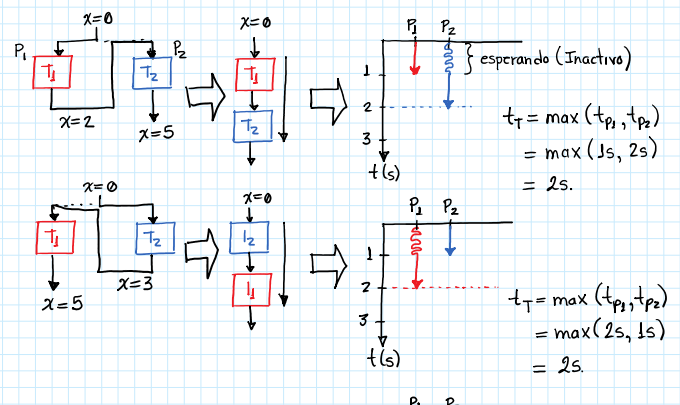 x=0
P1
T1
T2
P2
x=2
x=5
x=0
T1
T2
P1 P2
esperando (Inactivo)
1
2
3
t(s)
tT = max (tp1, tp2)
= max (1s, 2s)
= 2s.
x=0
T1
T2
x=5
x=3
x=0
T2
T1
P1 P2
1
2
3
t(s)
tT = max (tp1, tp2)
= max (2s, 1s)
= 2s.